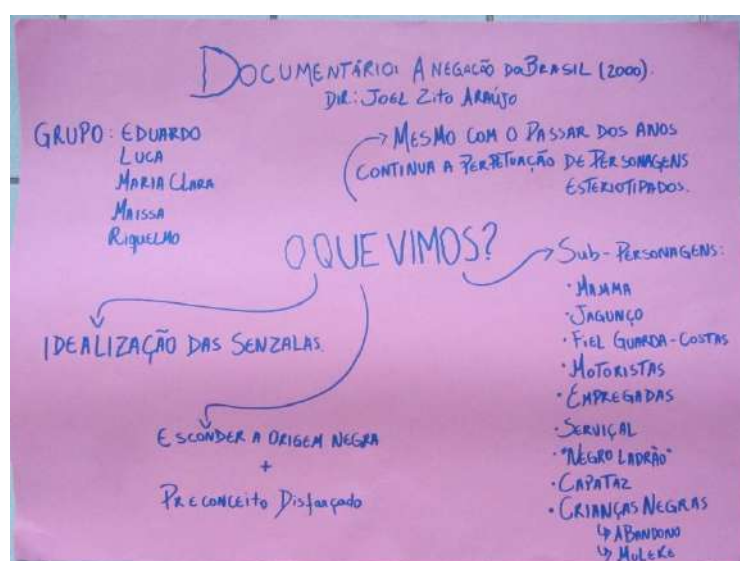 DOCUMENTÁRIO: A NEGAÇÃO DO BRASIL (2000).
DIR: JOEL ZITO ARAÚJO
GRUPO: EDUARDO
LUCA
MARIA CLARA
MAISSA
RIQUELMO
MESMO COM O PASSAR DOS ANOS
CONTINUA A PERPETUAÇÃO DE PERSONAGENS
ESTERIOTIPADOS.
O QUE VIMOS?
IDEALIZAÇÃO DAS SENZALAS.
ESCONDER A ORIGEM NEGRA
+
PRECONCEITO DISFARÇADO
SUB-PERSONAGENS:
· MAMMA
· JAGUNÇO
· FIEL GUARDA-COSTAS
· MOTORISTAS
· EMPREGADAS
· SERVIÇAL
· "NEGRO LADRÃO"
· CAPATAZ
· CRIANÇAS NEGRAS
↳ ABANDONO
↳ MULEKE